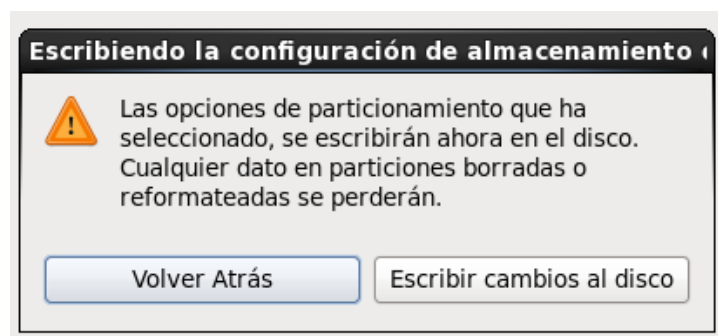 Escribiendo la configuración de almacenamiento
Las opciones de particionamiento que ha
seleccionado, se escribirán ahora en el disco.
Cualquier dato en particiones borradas o
reformateadas se perderán.
Volver Atrás
Escribir cambios al disco